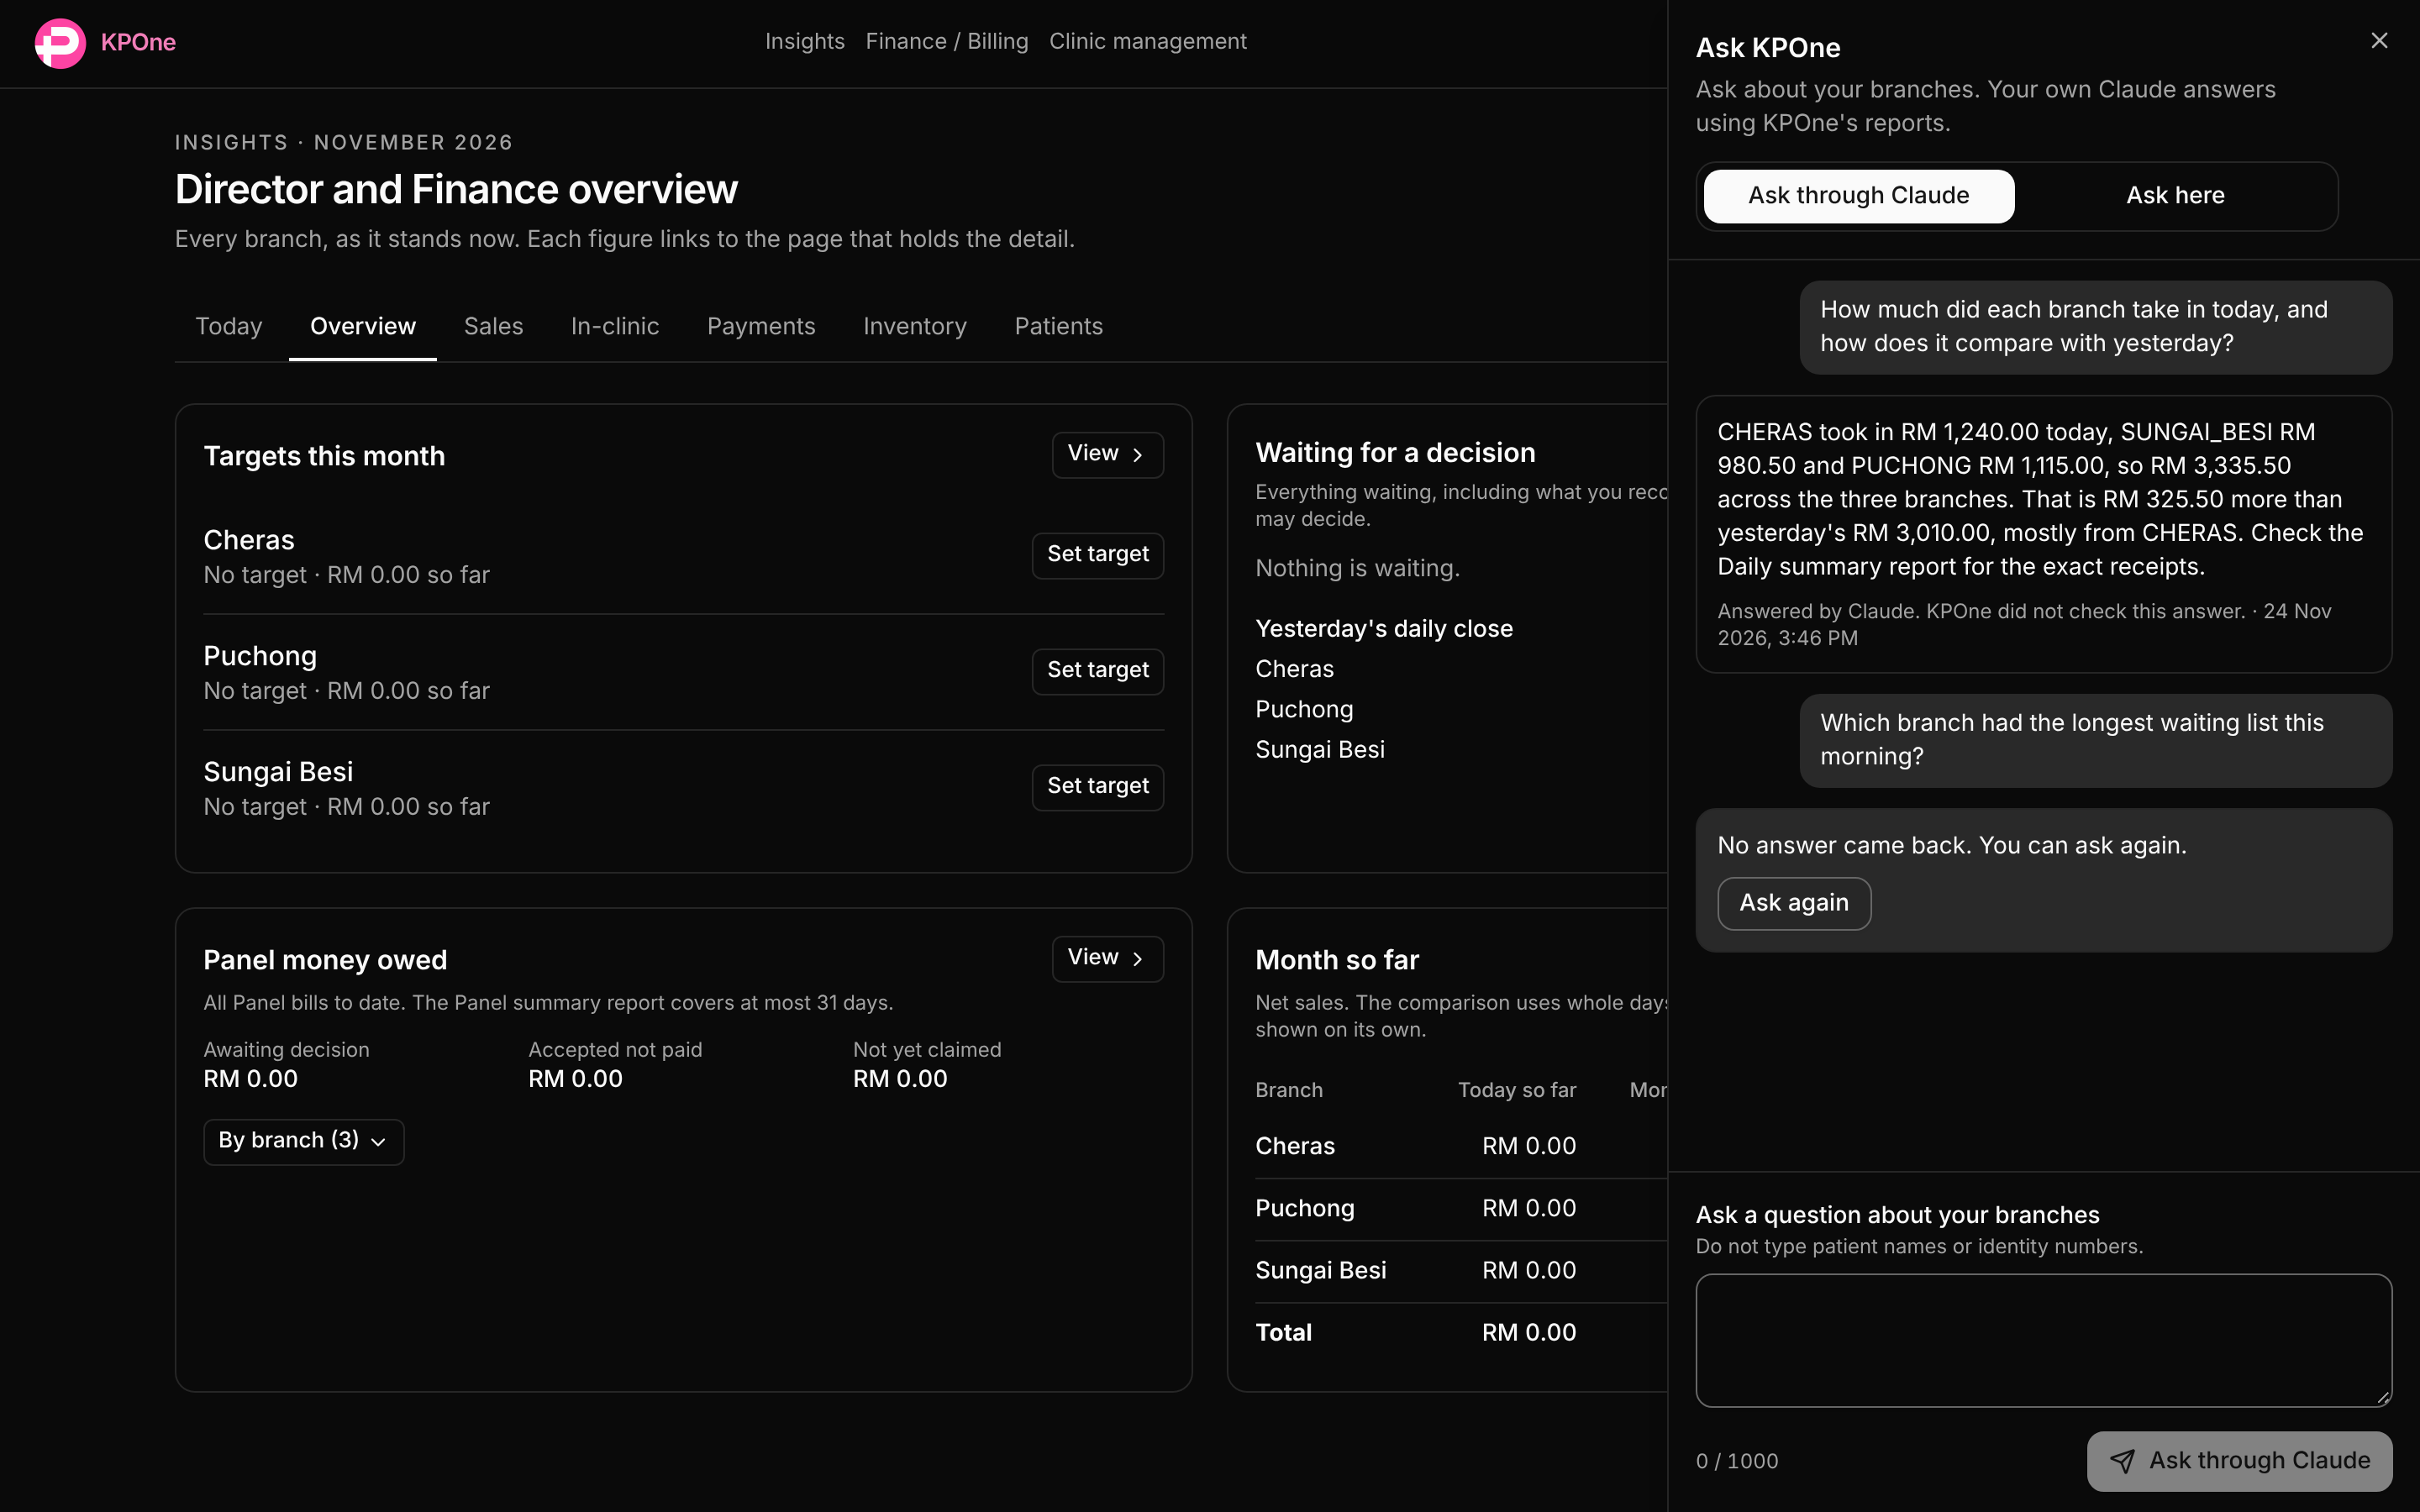 KPOne
Insights
Finance / Billing
Clinic management
INSIGHTS · NOVEMBER 2026
Director and Finance overview
Every branch, as it stands now. Each figure links to the page that holds the detail.
Today
Overview
Sales
In-clinic
Payments
Inventory
Patients
Targets this month
View
Cheras
No target · RM 0.00 so far
Set target
Puchong
No target · RM 0.00 so far
Set target
Sungai Besi
No target · RM 0.00 so far
Set target
Waiting for a decision
Everything waiting, including what you reco
may decide.
Nothing is waiting.
Yesterday's daily close
Cheras
Puchong
Sungai Besi
Panel money owed
View
All Panel bills to date. The Panel summary report covers at most 31 days.
Awaiting decision
RM 0.00
Accepted not paid
RM 0.00
Not yet claimed
RM 0.00
By branch (3)
Month so far
Net sales. The comparison uses whole days
shown on its own.
Branch
Today so far
Mor
Cheras
RM 0.00
Puchong
RM 0.00
Sungai Besi
RM 0.00
Total
RM 0.00
Ask KPOne
Ask about your branches. Your own Claude answers
using KPOne's reports.
Ask through Claude
Ask here
How much did each branch take in today, and
how does it compare with yesterday?
CHERAS took in RM 1,240.00 today, SUNGAI_BESI RM
980.50 and PUCHONG RM 1,115.00, so RM 3,335.50
across the three branches. That is RM 325.50 more than
yesterday's RM 3,010.00, mostly from CHERAS. Check the
Daily summary report for the exact receipts.
Answered by Claude. KPOne did not check this answer. · 24 Nov
2026, 3:46 PM
Which branch had the longest waiting list this
morning?
No answer came back. You can ask again.
Ask again
Ask a question about your branches
Do not type patient names or identity numbers.
0 / 1000
Ask through Claude